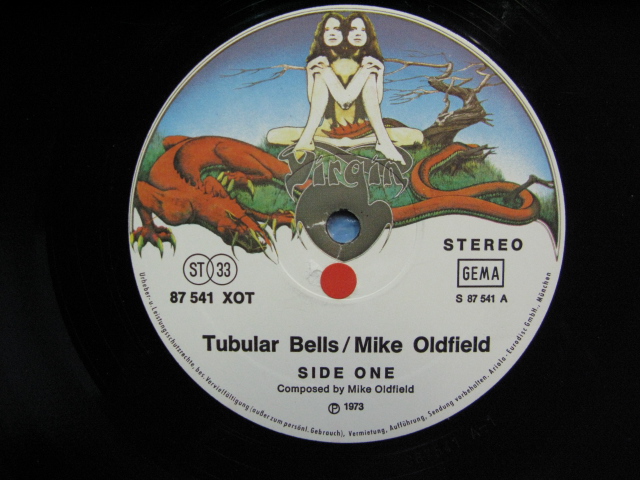 Virgin
STEREO
ST 33
GEMA
87 541 XOT
S 87 541 A
Tubular Bells / Mike Oldfield
SIDE ONE
Composed by Mike Oldfield
Ⓟ 1973
Urheber- u. Leistungsschutzrechte, bes. Vervielfältigung (außer zum persönl. Gebrauch), Vermietung, Aufführung, Sendung vorbehalten. Ariola-Eurodisc GmbH., München